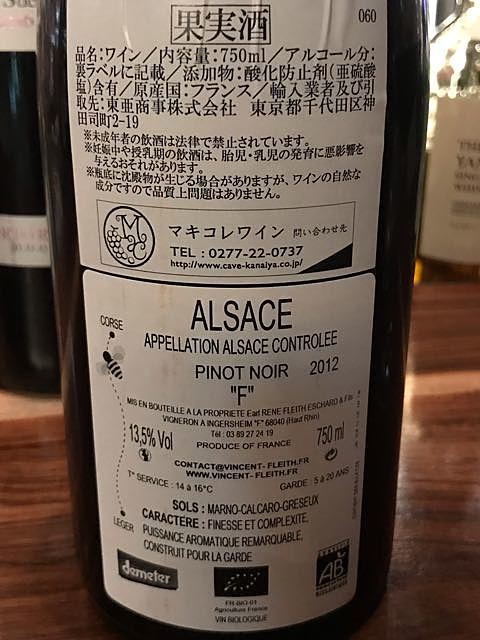 060
果実酒
品名:ワイン/内容量:750ml/アルコール分:
裏ラベルに記載/添加物:酸化防止剤(亜硫酸
塩)含有/原産国:フランス/輸入業者及び引
取先:東亜商事株式会社 東京都千代田区神
田司町2-19
※未成年者の飲酒は法律で禁止されています。
※妊娠中や授乳期の飲酒は、胎児・乳児の発育に悪影響を
与えるおそれがあります。
※瓶底に沈殿物が生じる場合がありますが、ワインの自然な
成分ですので品質上問題はありません。
マキコレワイン 問い合わせ先
TEL:0277-22-0737
http://www.cave-kanaiya.co.jp/
ALSACE
CORSE
APPELLATION ALSACE CONTROLEE
PINOT NOIR 2012
"F"
MIS EN BOUTEILLE A LA PROPRIETE Earl RENE FLEITH ESCHARD & Fils
VIGNERON A INGERSHEIM "F" 68040 (Haut Rhin)
Tél : 03 89 27 24 19
13,5% Vol
750 ml
PRODUCE OF FRANCE
CONTACT@VINCENT-FLEITH.FR
WWW.VINCENT-FLEITH.FR
T° SERVICE : 14 à 16°C
GARDE : 5 à 20 ANS
SOLS : MARNO-CALCARO-GRESEUX
LEGER
CARACTERE : FINESSE ET COMPLEXITE,
PUISSANCE AROMATIQUE REMARQUABLE,
CONSTRUIT POUR LA GARDE
demeter
AB
FR-BIO-01
Agriculture France
VIN BIOLOGIQUE